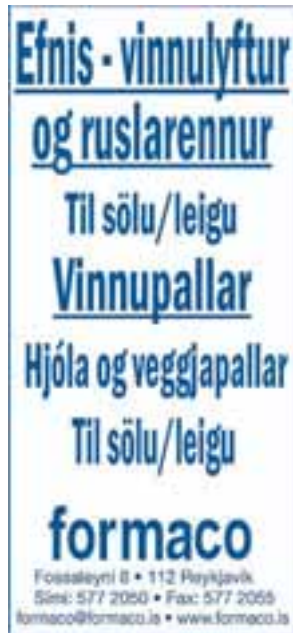 Efnis - vinnulyftur
og ruslarennur
Til sölu/leigu
Vinnupallar
Hjóla og veggjapallar
Til sölu/leigu
formaco
Fossaleyni 8 • 112 Reykjavík
Sími: 577 2050 • Fax: 577 2055
formaco@formaco.is • www.formaco.is